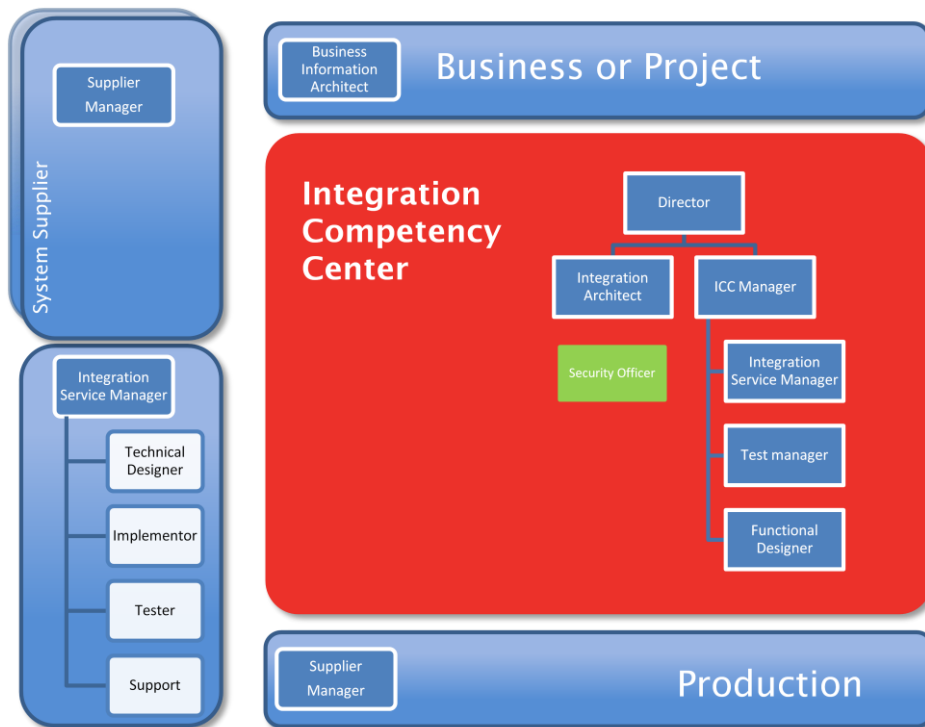 System Supplier
Supplier
Manager
Business
Information
Architect
Business or Project
Integration
Competency
Center
Director
Integration
Architect
ICC Manager
Security Officer
Integration
Service Manager
Test manager
Functional
Designer
Integration
Service Manager
Technical
Designer
Implementor
Tester
Support
Supplier
Manager
Production